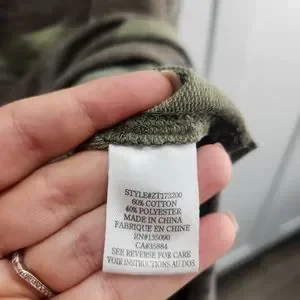 STYLE#ZT173200
60% COTTON
40% POLYESTER
MADE IN CHINA
FABRIQUE EN CHINE
RN#135090
CA#35884
SEE REVERSE FOR CARE
VOIR INSTRUCTIONS AU DOS